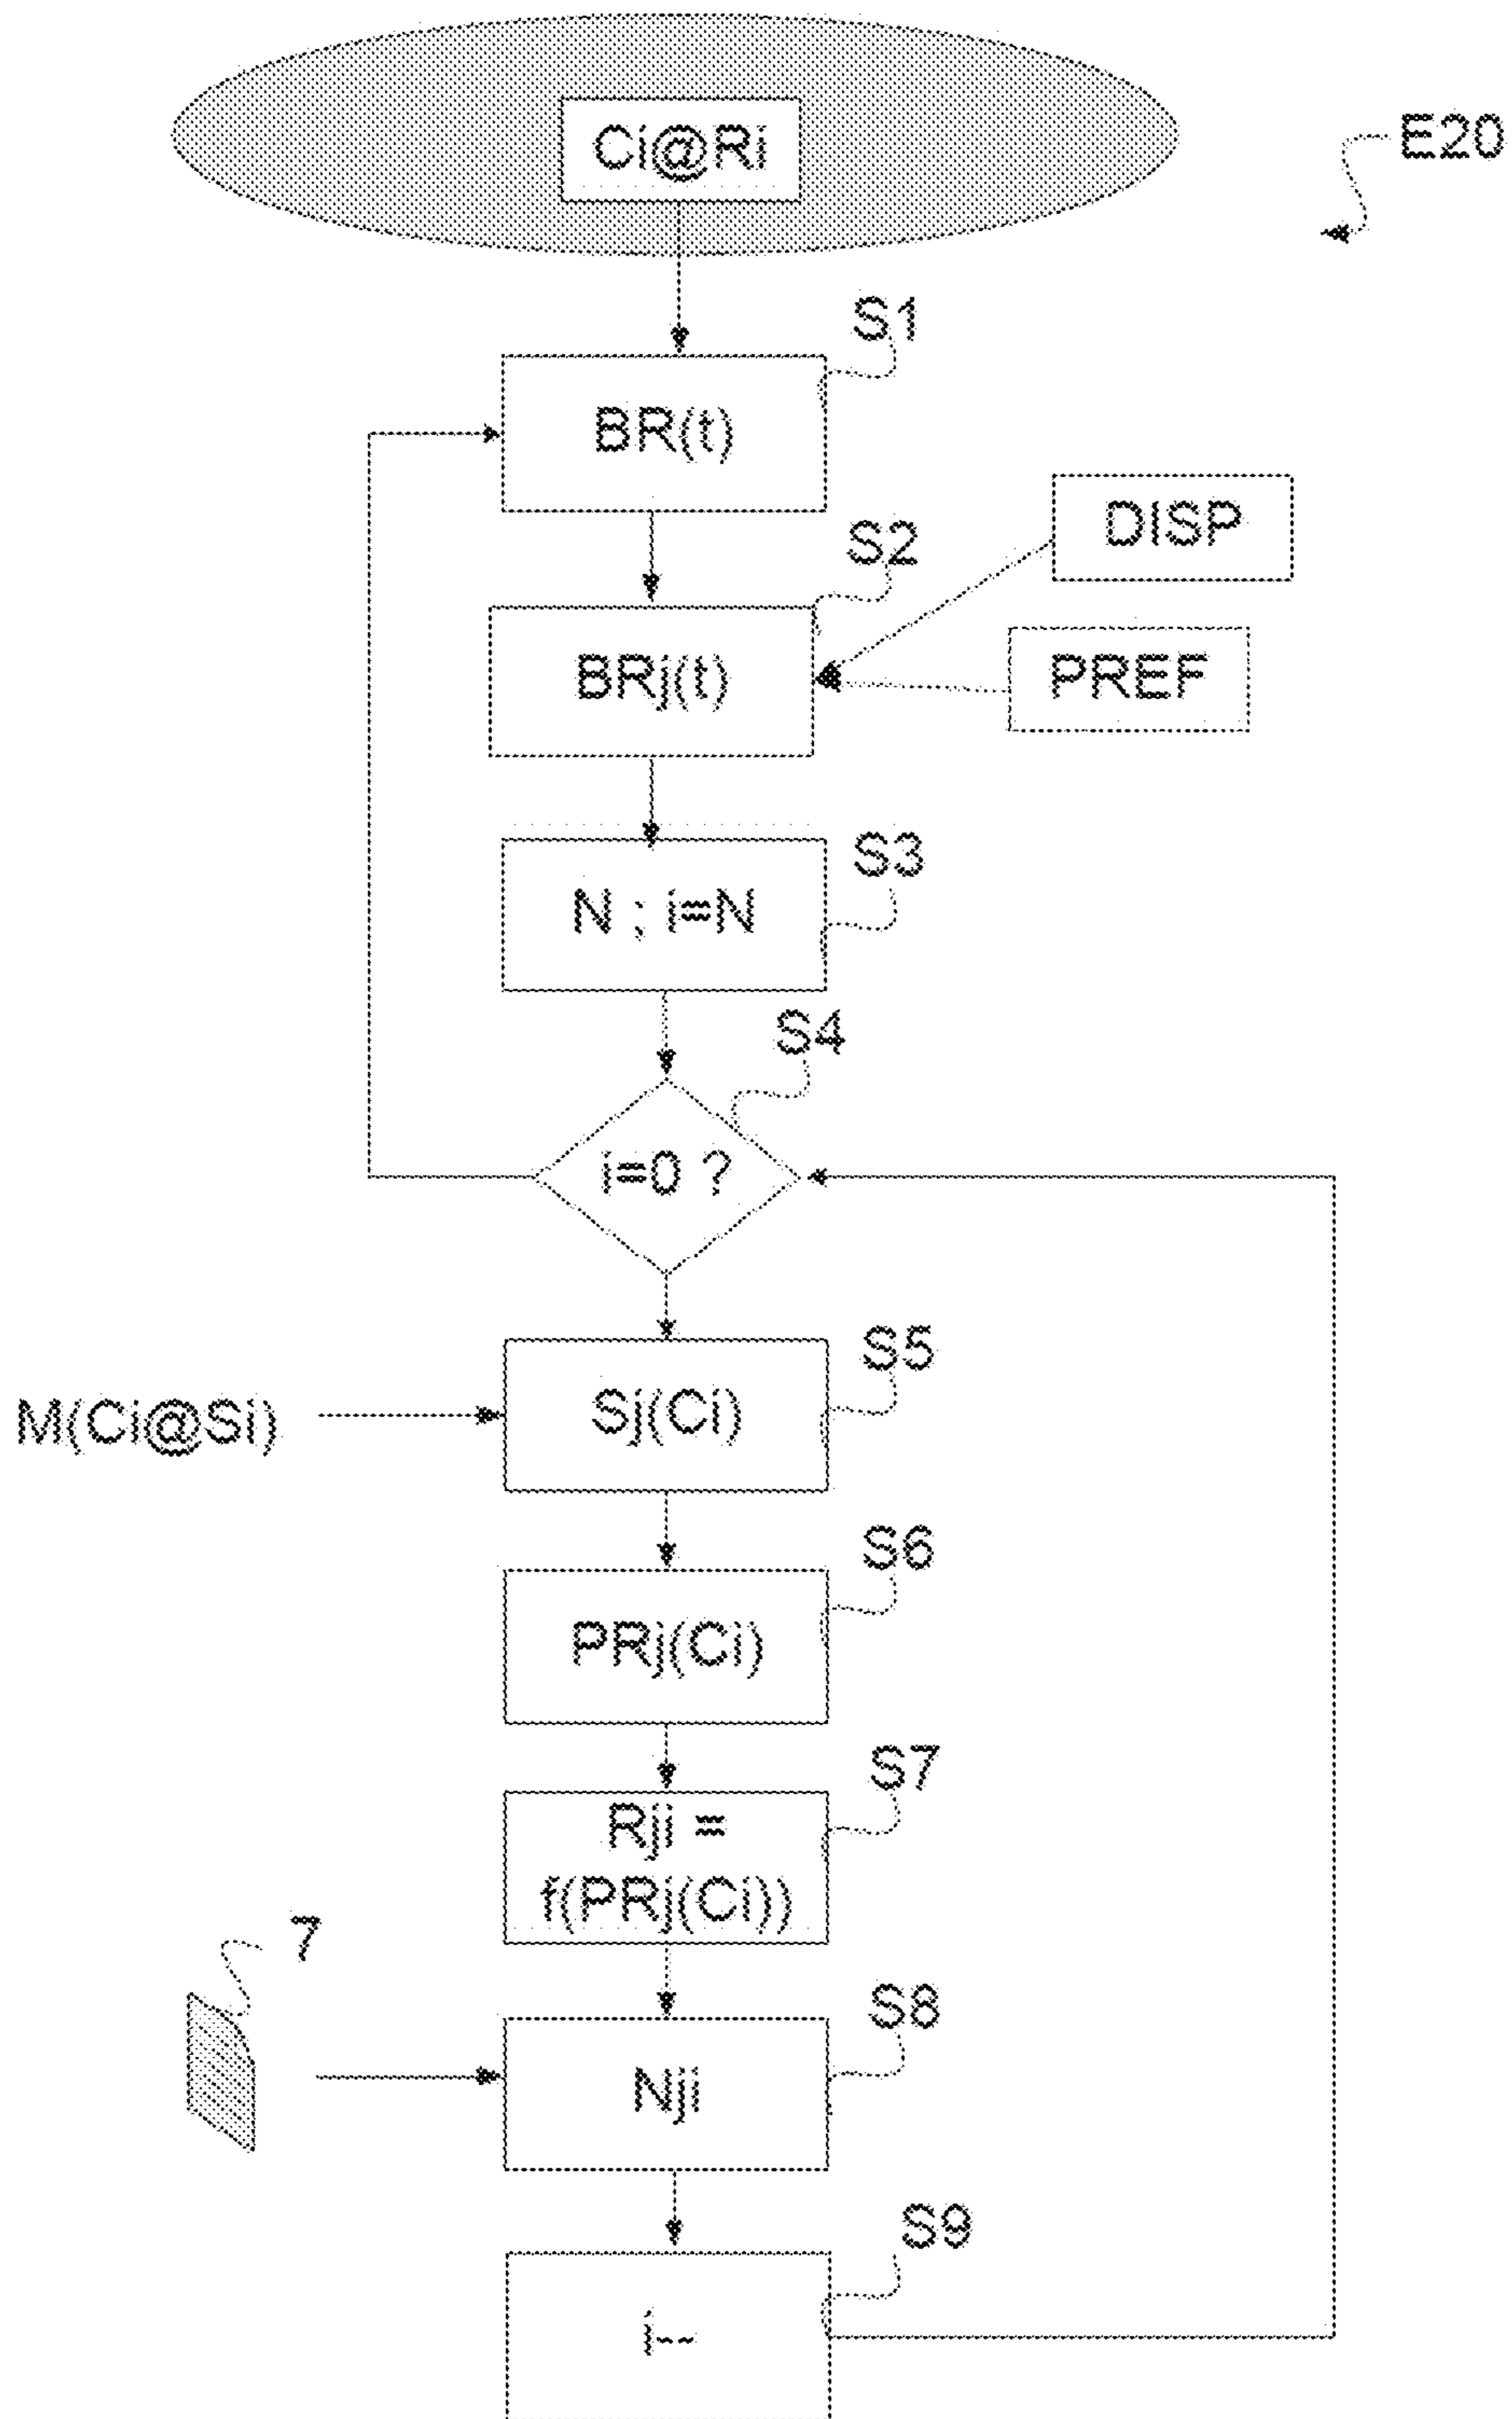 Ci@Ri
E20
S1
BR(t)
DISP
S2
BRj(t)
PREF
S3
N ; i=N
S4
i=0 ?
S5
M(Ci@Si)
Sj(Ci)
S6
PRj(Ci)
S7
Rji =
f(PRj(Ci))
7
S8
Nji
S9
i--